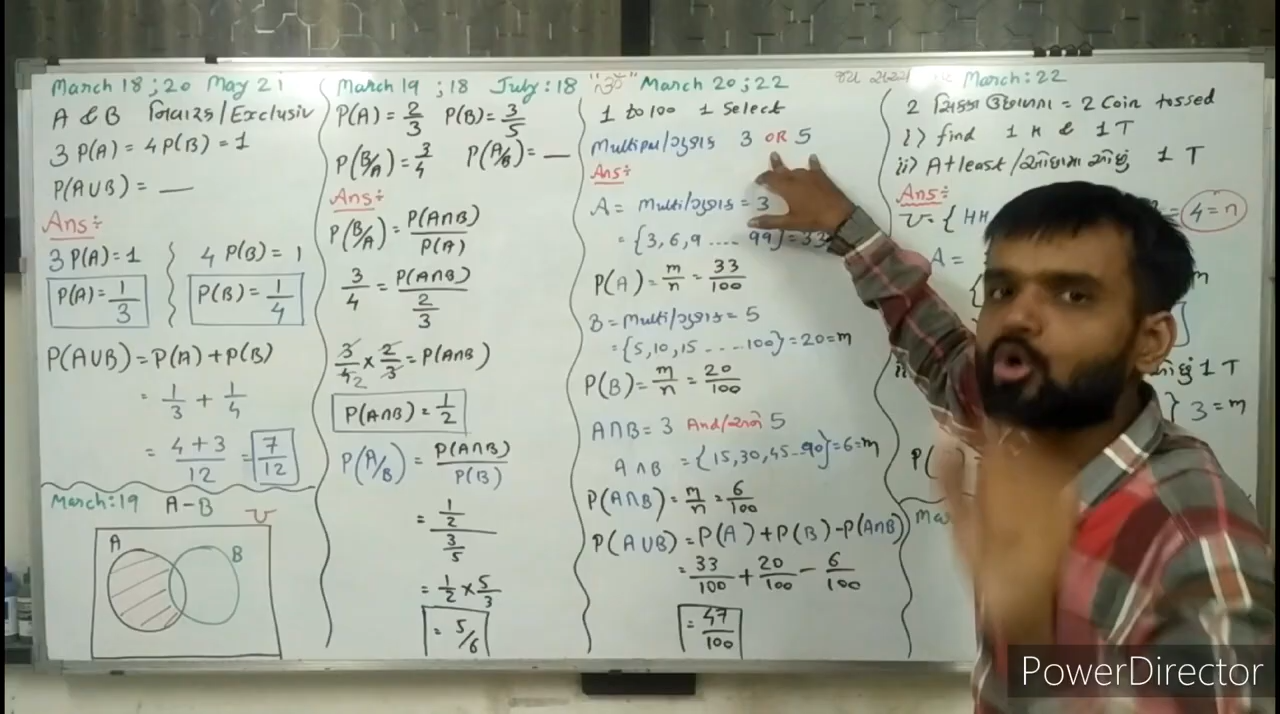 March 18 ; 20 May 21
A & B નિવારક/Exclusiv
3 P(A) = 4 P(B) = 1
P(A∪B) = __
Ans:
3 P(A) = 1
P(A) = 1/3
4 P(B) = 1
P(B) = 1/4
P(A∪B) = P(A) + P(B)
= 1/3 + 1/4
= 4+3/12 = 7/12
March: 19 A-B
U
A B
March 19 ; 18 July: 18
P(A) = 2/3 P(B) = 3/5
P(B/A) = 3/4 P(A/B) = __
Ans:
P(B/A) = P(A∩B)/P(A)
3/4 = P(A∩B)/(2/3)
3/4 2 × 2/3 = P(A∩B)
P(A∩B) = 1/2
P(A/B) = P(A∩B)/P(B)
= (1/2)/(3/5)
= 1/2 × 5/3
= 5/6
"ૐ" March 20 ; 22
1 to 100 1 Select
Multipal/ગુણક 3 OR 5
Ans:
A = Multi/ગુણક = 3
= {3, 6, 9 .... 99} = 33
P(A) = m/n = 33/100
B = Multi/ગુણક = 5
= {5, 10, 15 ..... 100} = 20 = m
P(B) = m/n = 20/100
A∩B = 3 And/અને 5
A∩B = {15, 30, 45 .. 90} = 6 = m
P(A∩B) = m/n = 6/100
P(A∪B) = P(A) + P(B) - P(A∩B)
= 33/100 + 20/100 - 6/100
= 47/100
March: 22
2 સિક્કા ઉછાળતા = 2 Coin tossed
i) find 1 H & 1 T
ii) Atleast/ઓછામાં ઓછું 1 T
Ans:
U = { HH
= 4 = n
A =
{
m
1 T
} 3 = m
P(
PowerDirector